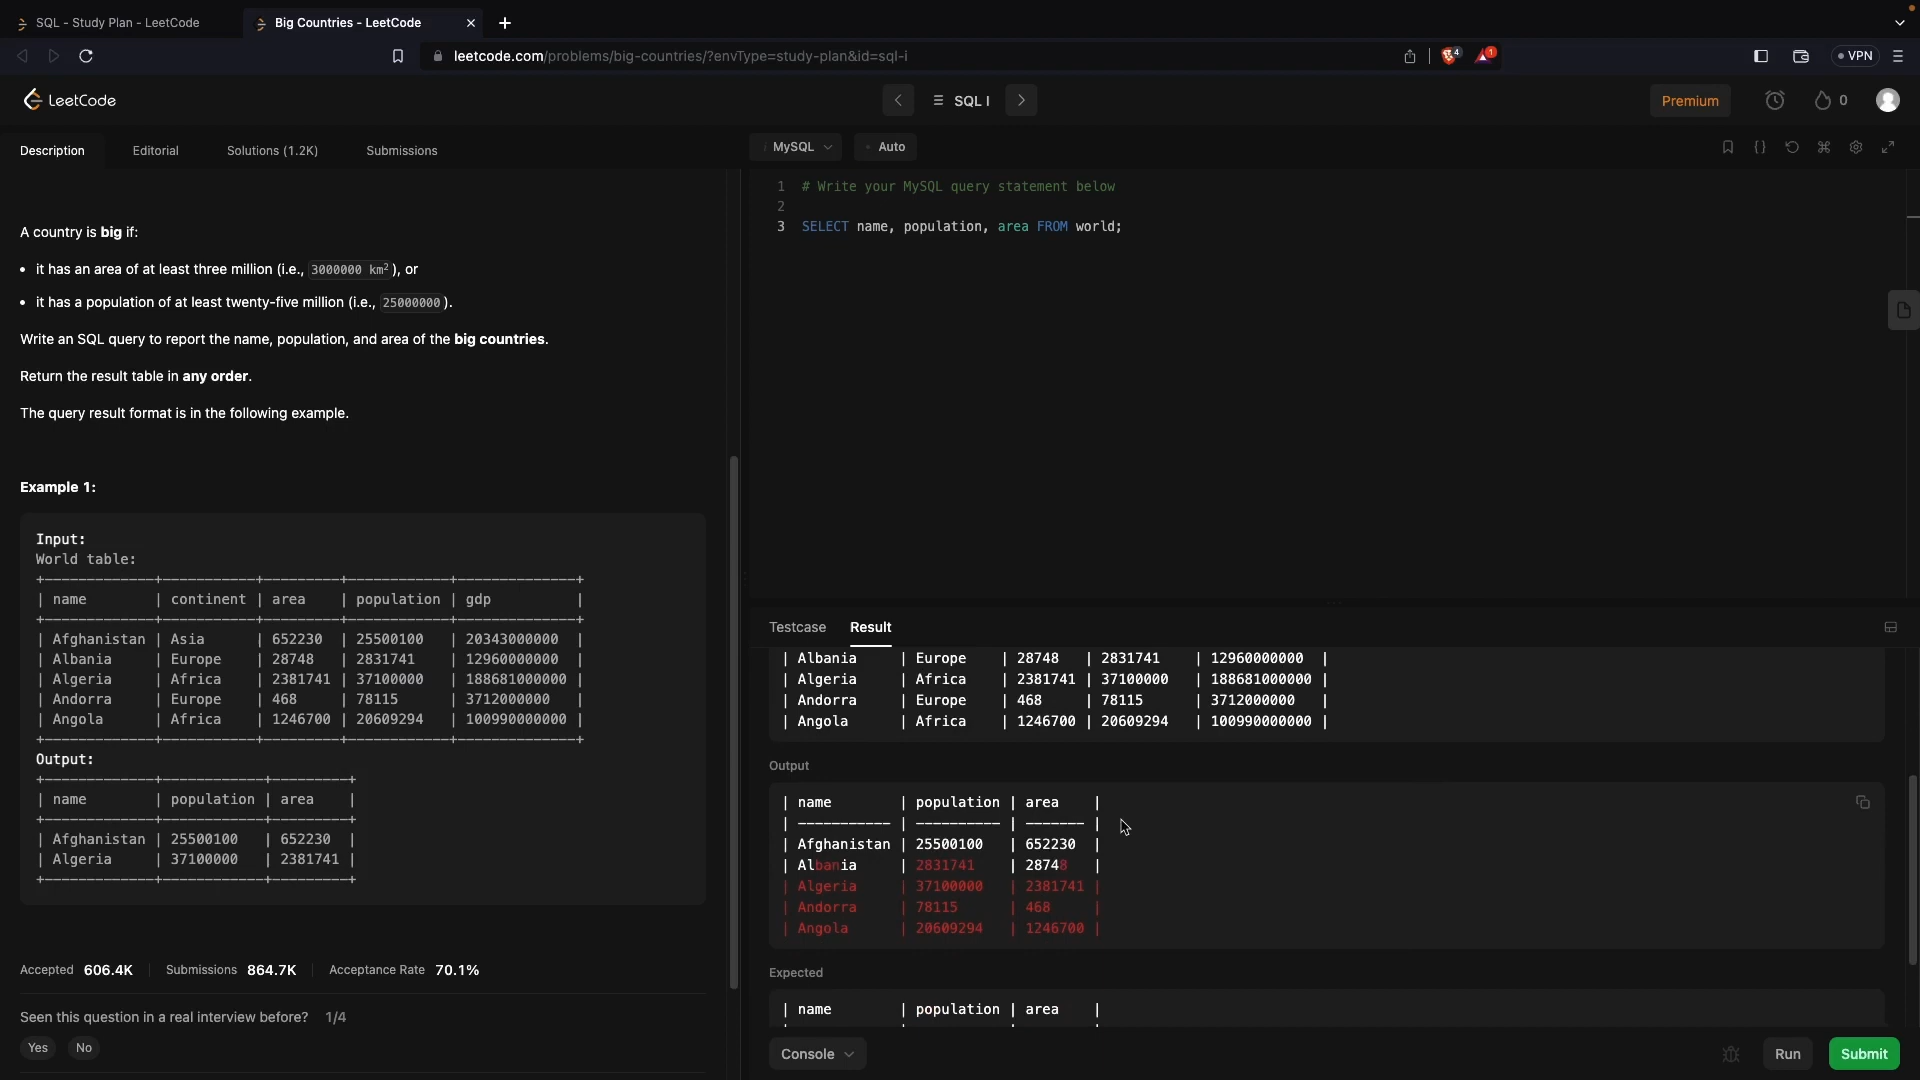 SQL - Study Plan - LeetCode
Big Countries - LeetCode
leetcode.com/problems/big-countries/?envType=study-plan&id=sql-i
4
1
VPN
LeetCode
SQL I
Premium
0
Description
Editorial
Solutions (1.2K)
Submissions
A country is big if:
• it has an area of at least three million (i.e., 3000000 km²), or
• it has a population of at least twenty-five million (i.e., 25000000).
Write an SQL query to report the name, population, and area of the big countries.
Return the result table in any order.
The query result format is in the following example.
Example 1:
Input:
World table:
+-------------+-----------+---------+------------+--------------+
| name        | continent | area    | population | gdp          |
+-------------+-----------+---------+------------+--------------+
| Afghanistan | Asia      | 652230  | 25500100   | 20343000000  |
| Albania     | Europe    | 28748   | 2831741    | 12960000000  |
| Algeria     | Africa    | 2381741 | 37100000   | 188681000000 |
| Andorra     | Europe    | 468     | 78115      | 3712000000   |
| Angola      | Africa    | 1246700 | 20609294   | 100990000000 |
+-------------+-----------+---------+------------+--------------+
Output:
+-------------+------------+---------+
| name        | population | area    |
+-------------+------------+---------+
| Afghanistan | 25500100   | 652230  |
| Algeria     | 37100000   | 2381741 |
+-------------+------------+---------+
Accepted 606.4K
Submissions 864.7K
Acceptance Rate 70.1%
Seen this question in a real interview before? 1/4
Yes
No
i MySQL
Auto
1 # Write your MySQL query statement below
2
3 SELECT name, population, area FROM world;
Testcase
Result
| Albania     | Europe    | 28748   | 2831741    | 12960000000  |
| Algeria     | Africa    | 2381741 | 37100000   | 188681000000 |
| Andorra     | Europe    | 468     | 78115      | 3712000000   |
| Angola      | Africa    | 1246700 | 20609294   | 100990000000 |
Output
| name        | population | area    |
| ----------- | ---------- | ------- |
| Afghanistan | 25500100   | 652230  |
| Albania     | 2831741    | 28748   |
| Algeria     | 37100000   | 2381741 |
| Andorra     | 78115      | 468     |
| Angola      | 20609294   | 1246700 |
Expected
| name        | population | area    |
Console
Run
Submit